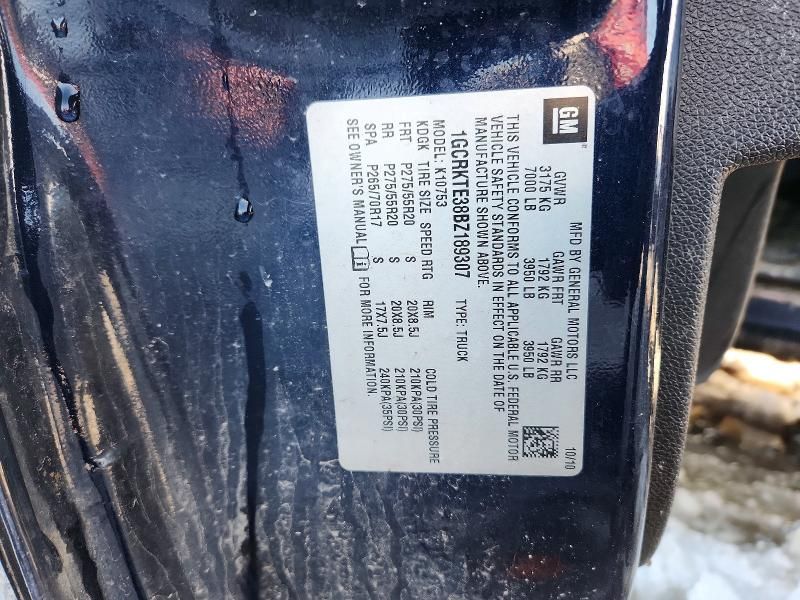 GM
MFD BY GENERAL MOTORS LLC 10/10
GVWR GAWR FRT GAWR RR
3175 KG 1792 KG 1792 KG
7000 LB 3950 LB 3950 LB
THIS VEHICLE CONFORMS TO ALL APPLICABLE U.S. FEDERAL MOTOR
VEHICLE SAFETY STANDARDS IN EFFECT ON THE DATE OF
MANUFACTURE SHOWN ABOVE.
1GCRKTE38BZ189307 TYPE: TRUCK
MODEL: K10753
KDGK TIRE SIZE SPEED RTG RIM COLD TIRE PRESSURE
FRT P275/55R20 S 20X8.5J 210KPA(30PSI)
RR P275/55R20 S 20X8.5J 210KPA(30PSI)
SPA P265/70R17 S 17X7.5J 240KPA(35PSI)
SEE OWNER'S MANUAL FOR MORE INFORMATION.